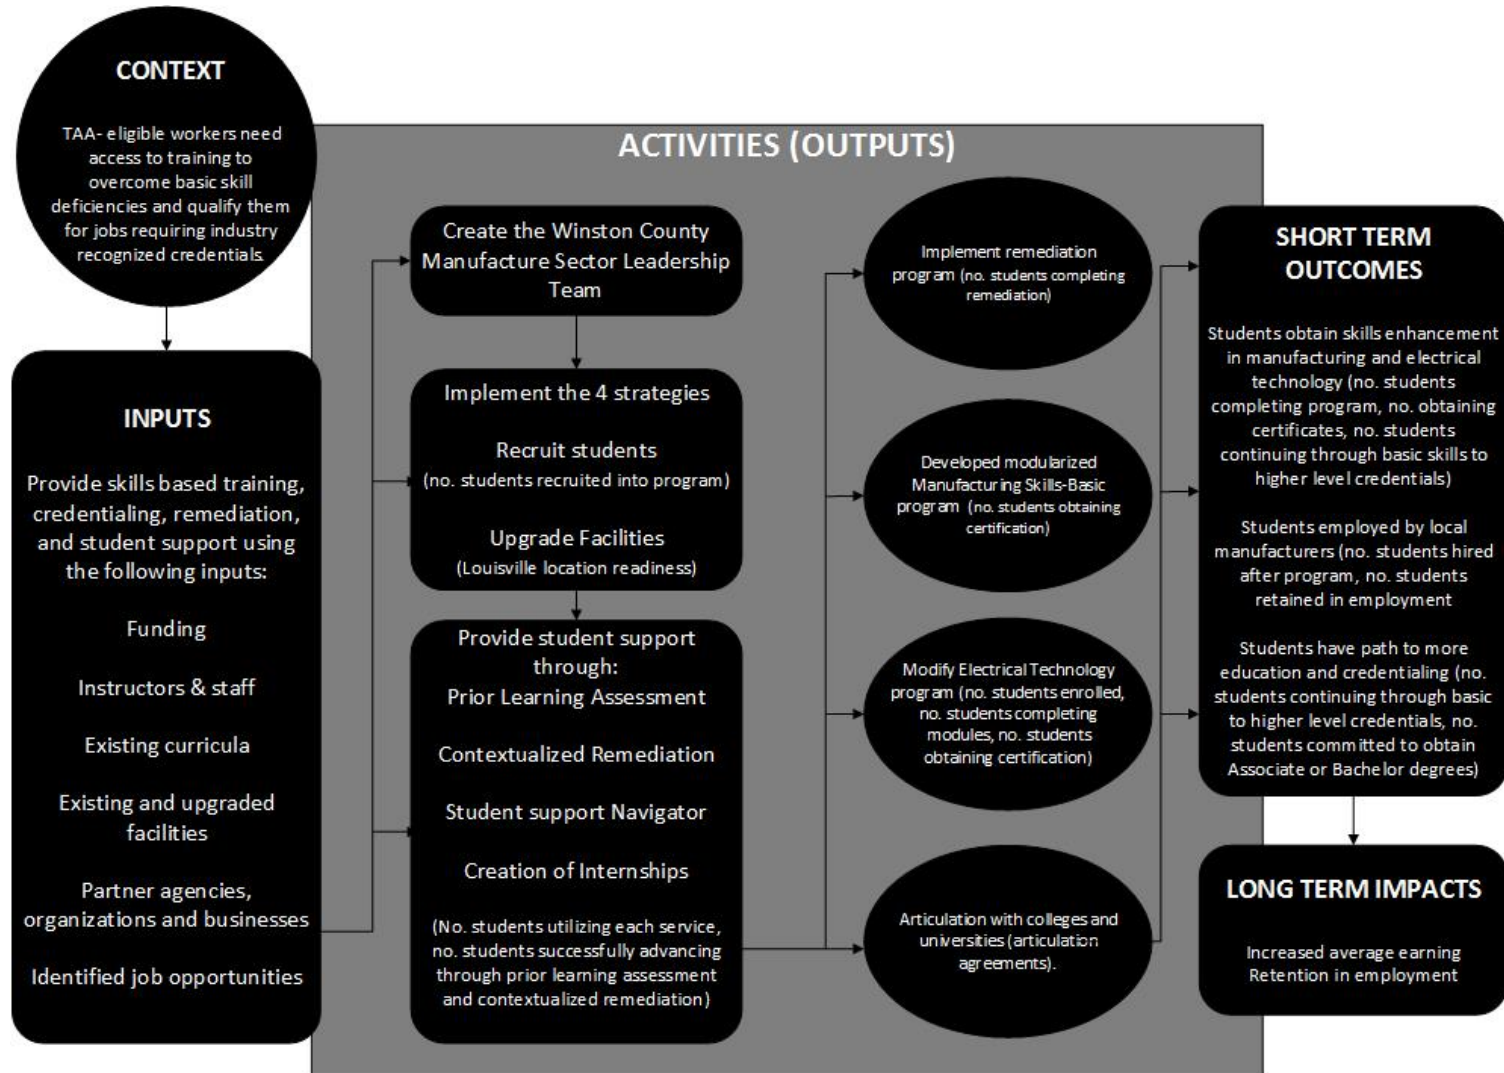 CONTEXT
TAA- eligible workers need
access to training to
overcome basic skill
deficiencies and qualify them
for jobs requiring industry
recognized credentials.
INPUTS
Provide skills based training,
credentialing, remediation,
and student support using
the following inputs:
Funding
Instructors & staff
Existing curricula
Existing and upgraded
facilities
Partner agencies,
organizations and businesses
Identified job opportunities
ACTIVITIES (OUTPUTS)
Create the Winston County
Manufacture Sector Leadership
Team
Implement the 4 strategies
Recruit students
(no. students recruited into program)
Upgrade Facilities
(Louisville location readiness)
Provide student support
through:
Prior Learning Assessment
Contextualized Remediation
Student support Navigator
Creation of Internships
(No. students utilizing each service,
no. students successfully advancing
through prior learning assessment
and contextualized remediation)
Implement remediation
program (no. students completing
remediation)
Developed modularized
Manufacturing Skills-Basic
program (no. students obtaining
certification)
Modify Electrical Technology
program (no. students enrolled,
no. students completing
modules, no. students
obtaining certification)
Articulation with colleges and
universities (articulation
agreements).
SHORT TERM
OUTCOMES
Students obtain skills enhancement
in manufacturing and electrical
technology (no. students
completing program, no. obtaining
certificates, no. students
continuing through basic skills to
higher level credentials)
Students employed by local
manufacturers (no. students hired
after program, no. students
retained in employment
Students have path to more
education and credentialing (no.
students continuing through basic
to higher level credentials, no.
students committed to obtain
Associate or Bachelor degrees)
LONG TERM IMPACTS
Increased average earning
Retention in employment